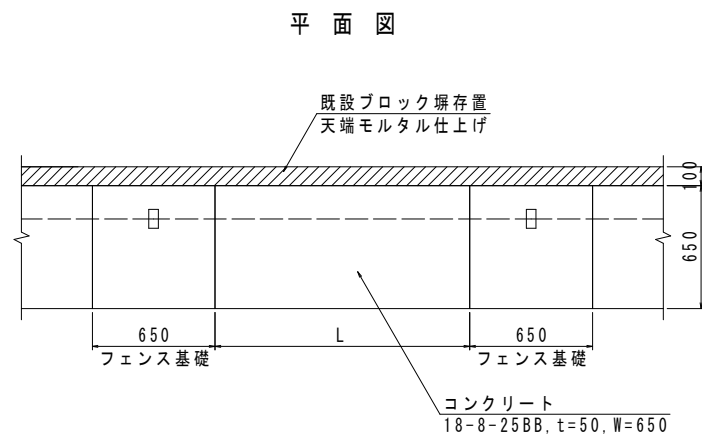 平面図
既設ブロック塀存置
天端モルタル仕上げ
100
650
650
L
650
フェンス基礎
フェンス基礎
コンクリート
18-8-25BB, t=50, W=650